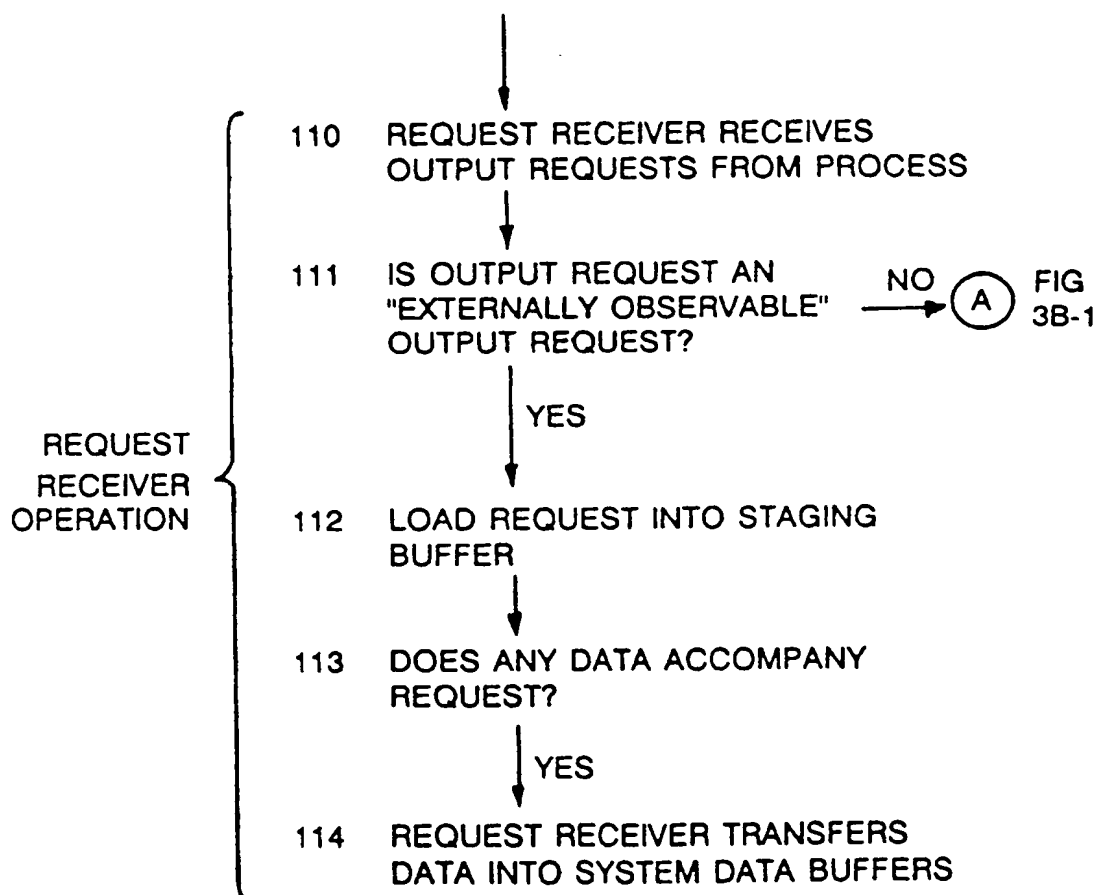 110 REQUEST RECEIVER RECEIVES
OUTPUT REQUESTS FROM PROCESS
111 IS OUTPUT REQUEST AN
"EXTERNALLY OBSERVABLE"
OUTPUT REQUEST?
NO
A
FIG
3B-1
YES
REQUEST
RECEIVER
OPERATION
112 LOAD REQUEST INTO STAGING
BUFFER
113 DOES ANY DATA ACCOMPANY
REQUEST?
YES
114 REQUEST RECEIVER TRANSFERS
DATA INTO SYSTEM DATA BUFFERS